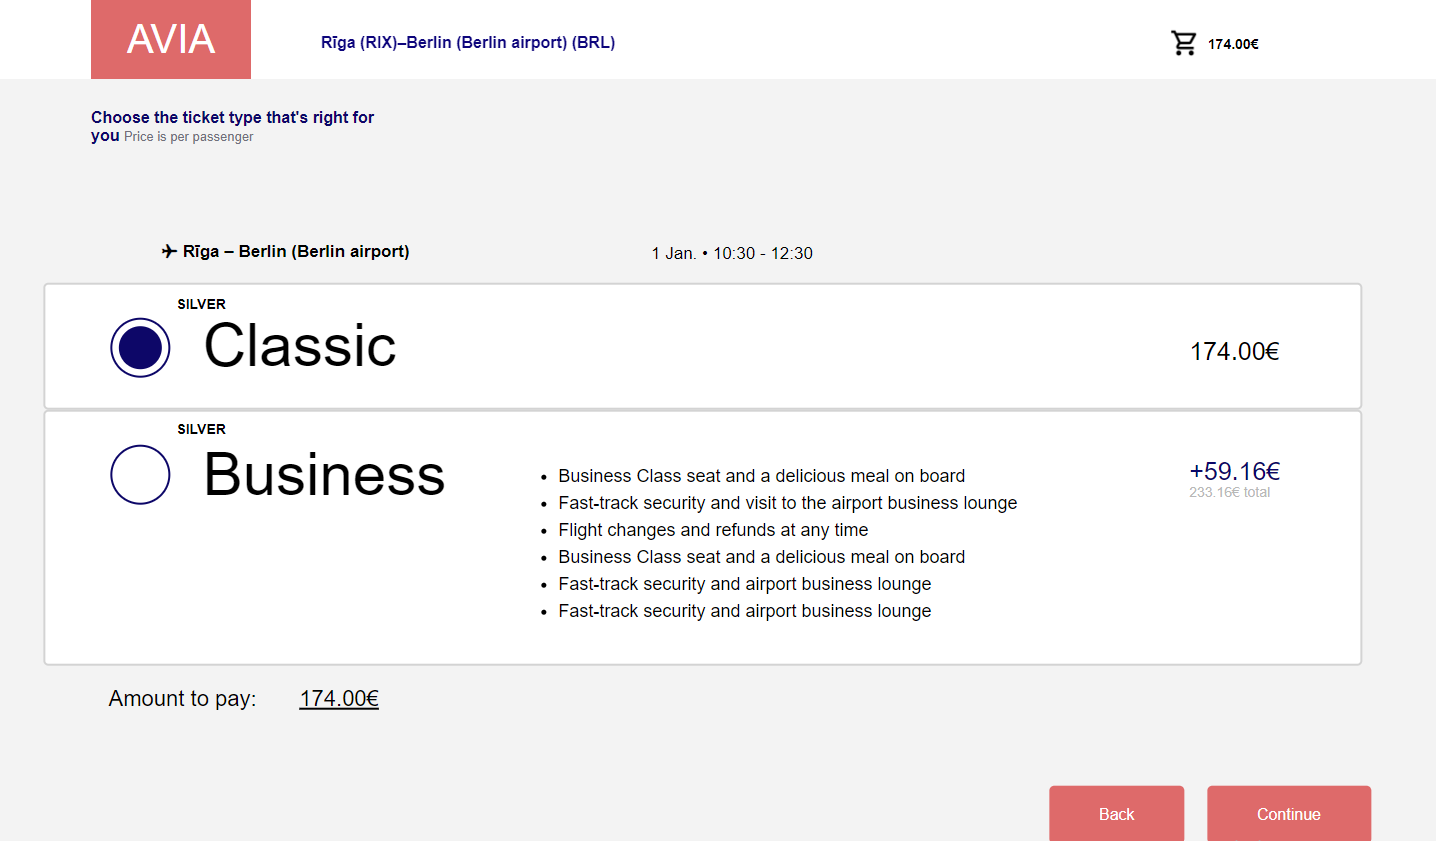 AVIA
Rīga (RIX)–Berlin (Berlin airport) (BRL)
174.00€
Choose the ticket type that's right for
you Price is per passenger
Rīga – Berlin (Berlin airport)
1 Jan. • 10:30 - 12:30
SILVER
Classic
174.00€
SILVER
Business
• Business Class seat and a delicious meal on board
• Fast-track security and visit to the airport business lounge
• Flight changes and refunds at any time
• Business Class seat and a delicious meal on board
• Fast-track security and airport business lounge
• Fast-track security and airport business lounge
+59.16€
233.16€ total
Amount to pay: 174.00€
Back
Continue